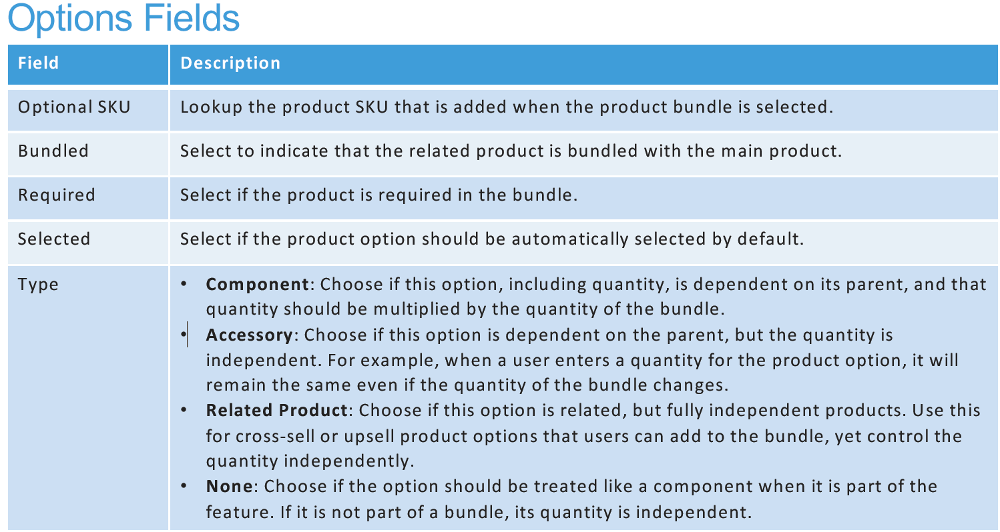 Options Fields
Field Description
Optional SKU Lookup the product SKU that is added when the product bundle is selected.
Bundled Select to indicate that the related product is bundled with the main product.
Required Select if the product is required in the bundle.
Selected Select if the product option should be automatically selected by default.
Type • Component: Choose if this option, including quantity, is dependent on its parent, and that
quantity should be multiplied by the quantity of the bundle.
• Accessory: Choose if this option is dependent on the parent, but the quantity is
independent. For example, when a user enters a quantity for the product option, it will
remain the same even if the quantity of the bundle changes.
• Related Product: Choose if this option is related, but fully independent products. Use this
for cross-sell or upsell product options that users can add to the bundle, yet control the
quantity independently.
• None: Choose if the option should be treated like a component when it is part of the
feature. If it is not part of a bundle, its quantity is independent.